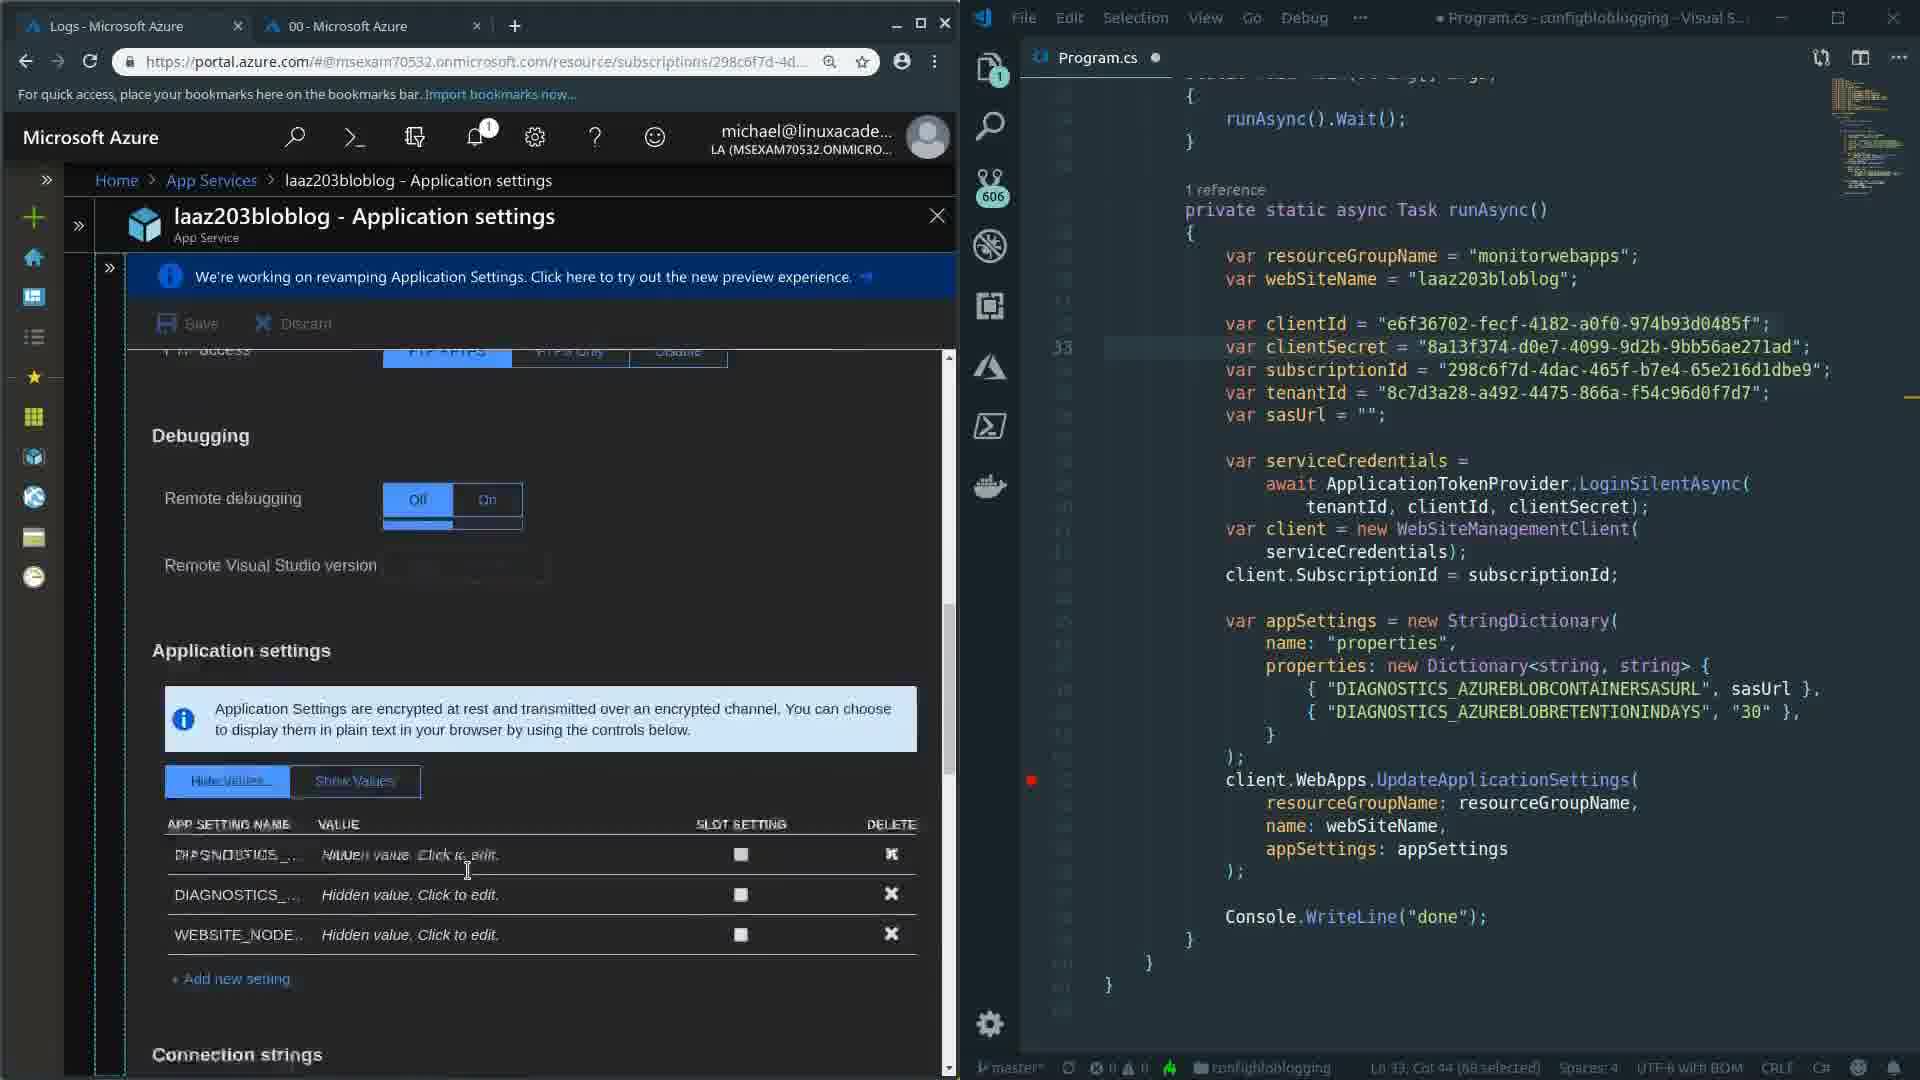 Logs - Microsoft Azure
00 - Microsoft Azure
https://portal.azure.com/#@msexam70532.onmicrosoft.com/resource/subscriptions/298c6f7d-4d...
For quick access, place your bookmarks here on the bookmarks bar. Import bookmarks now...
Microsoft Azure
1
michael@linuxacade...
LA (MSEXAM70532.ONMICRO...
Home > App Services > laaz203bloblog - Application settings
laaz203bloblog - Application settings
App Service
We're working on revamping Application Settings. Click here to try out the new preview experience.
Save
Discard
Debugging
Remote debugging
Off
On
Remote Visual Studio version
Application settings
Application Settings are encrypted at rest and transmitted over an encrypted channel. You can choose
to display them in plain text in your browser by using the controls below.
Hide Values
Show Values
APP SETTING NAME VALUE SLOT SETTING DELETE
Hidden value. Click to edit.
DIAGNOSTICS_... Hidden value. Click to edit.
WEBSITE_NODE... Hidden value. Click to edit.
+ Add new setting
Connection strings
File Edit Selection View Go Debug ...
● Program.cs - configbloblogging - Visual S...
Program.cs
1
606
{
runAsync().Wait();
}
1 reference
private static async Task runAsync()
{
var resourceGroupName = "monitorwebapps";
var webSiteName = "laaz203bloblog";
var clientId = "e6f36702-fecf-4182-a0f0-974b93d0485f";
33
var clientSecret = "8a13f374-d0e7-4099-9d2b-9bb56ae271ad";
var subscriptionId = "298c6f7d-4dac-465f-b7e4-65e216d1dbe9";
var tenantId = "8c7d3a28-a492-4475-866a-f54c96d0f7d7";
var sasUrl = "";
var serviceCredentials =
await ApplicationTokenProvider.LoginSilentAsync(
tenantId, clientId, clientSecret);
var client = new WebSiteManagementClient(
serviceCredentials);
client.SubscriptionId = subscriptionId;
var appSettings = new StringDictionary(
name: "properties",
properties: new Dictionary<string, string> {
{ "DIAGNOSTICS_AZUREBLOBCONTAINERSASURL", sasUrl },
{ "DIAGNOSTICS_AZUREBLOBRETENTIONINDAYS", "30" },
}
);
client.WebApps.UpdateApplicationSettings(
resourceGroupName: resourceGroupName,
name: webSiteName,
appSettings: appSettings
);
Console.WriteLine("done");
}
}
}
master*
0
0
configbloblogging
Ln 33, Col 44 (68 selected)
Spaces: 4
UTF-8 with BOM
CRLF
C#